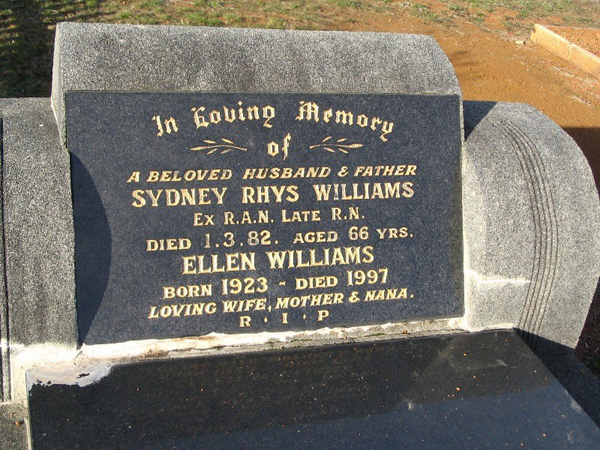 In Loving Memory
of
A BELOVED HUSBAND & FATHER
SYDNEY RHYS WILLIAMS
EX R.A.N. LATE R.N.
DIED 1.3.82. AGED 66 YRS.
ELLEN WILLIAMS
BORN 1923 - DIED 1997
LOVING WIFE, MOTHER & NANA.
R · I · P